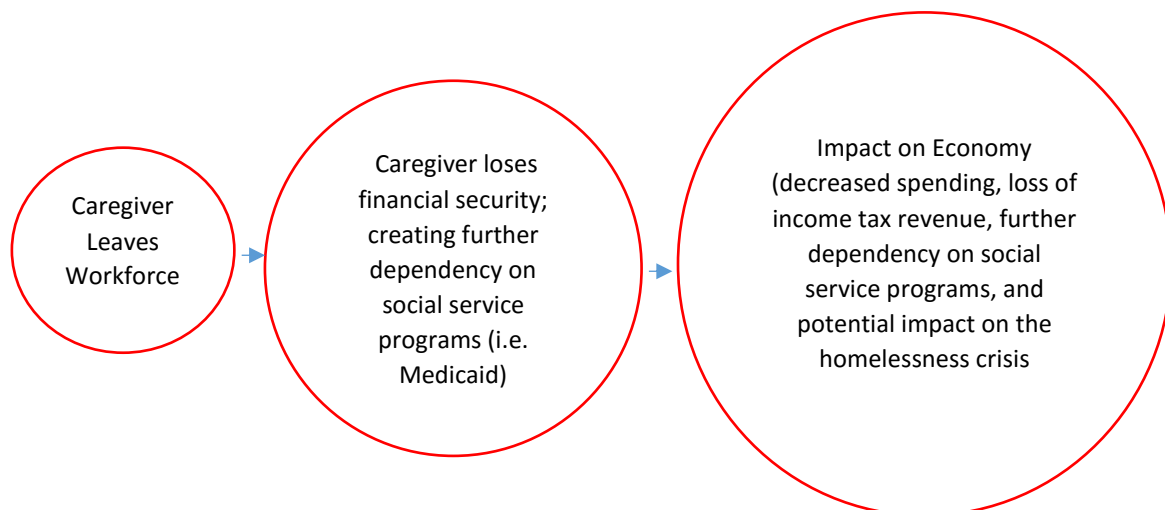 Caregiver
Leaves
Workforce
Caregiver loses
financial security;
creating further
dependency on
social service
programs (i.e.
Medicaid)
Impact on Economy
(decreased spending, loss of
income tax revenue, further
dependency on social
service programs, and
potential impact on the
homelessness crisis